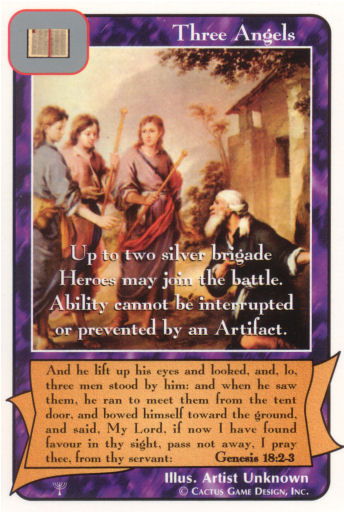 Three Angels
Up to two silver brigade
Heroes may join the battle.
Ability cannot be interrupted
or prevented by an Artifact.
And he lift up his eyes and looked, and, lo,
three men stood by him: and when he saw
them, he ran to meet them from the tent
door, and bowed himself toward the ground,
and said, My Lord, if now I have found
favour in thy sight, pass not away, I pray
thee, from thy servant: Genesis 18:2-3
Illus. Artist Unknown
© Cactus Game Design, Inc.